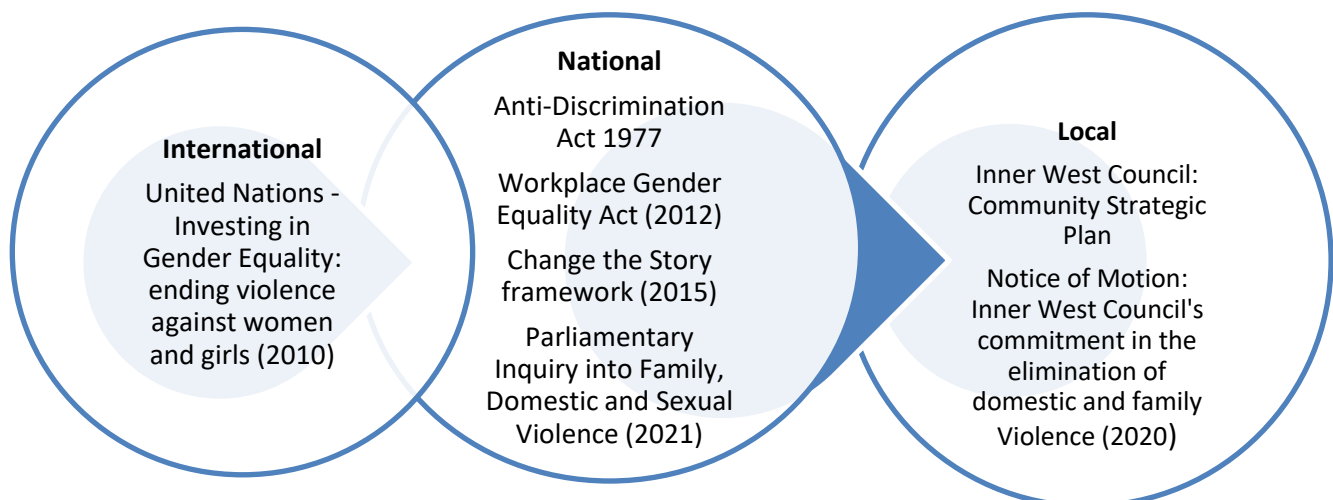 International
United Nations -
Investing in
Gender Equality:
ending violence
against women
and girls (2010)
National
Anti-Discrimination
Act 1977
Workplace Gender
Equality Act (2012)
Change the Story
framework (2015)
Parliamentary
Inquiry into Family,
Domestic and Sexual
Violence (2021)
Local
Inner West Council:
Community Strategic
Plan
Notice of Motion:
Inner West Council's
commitment in the
elimination of
domestic and family
Violence (2020)